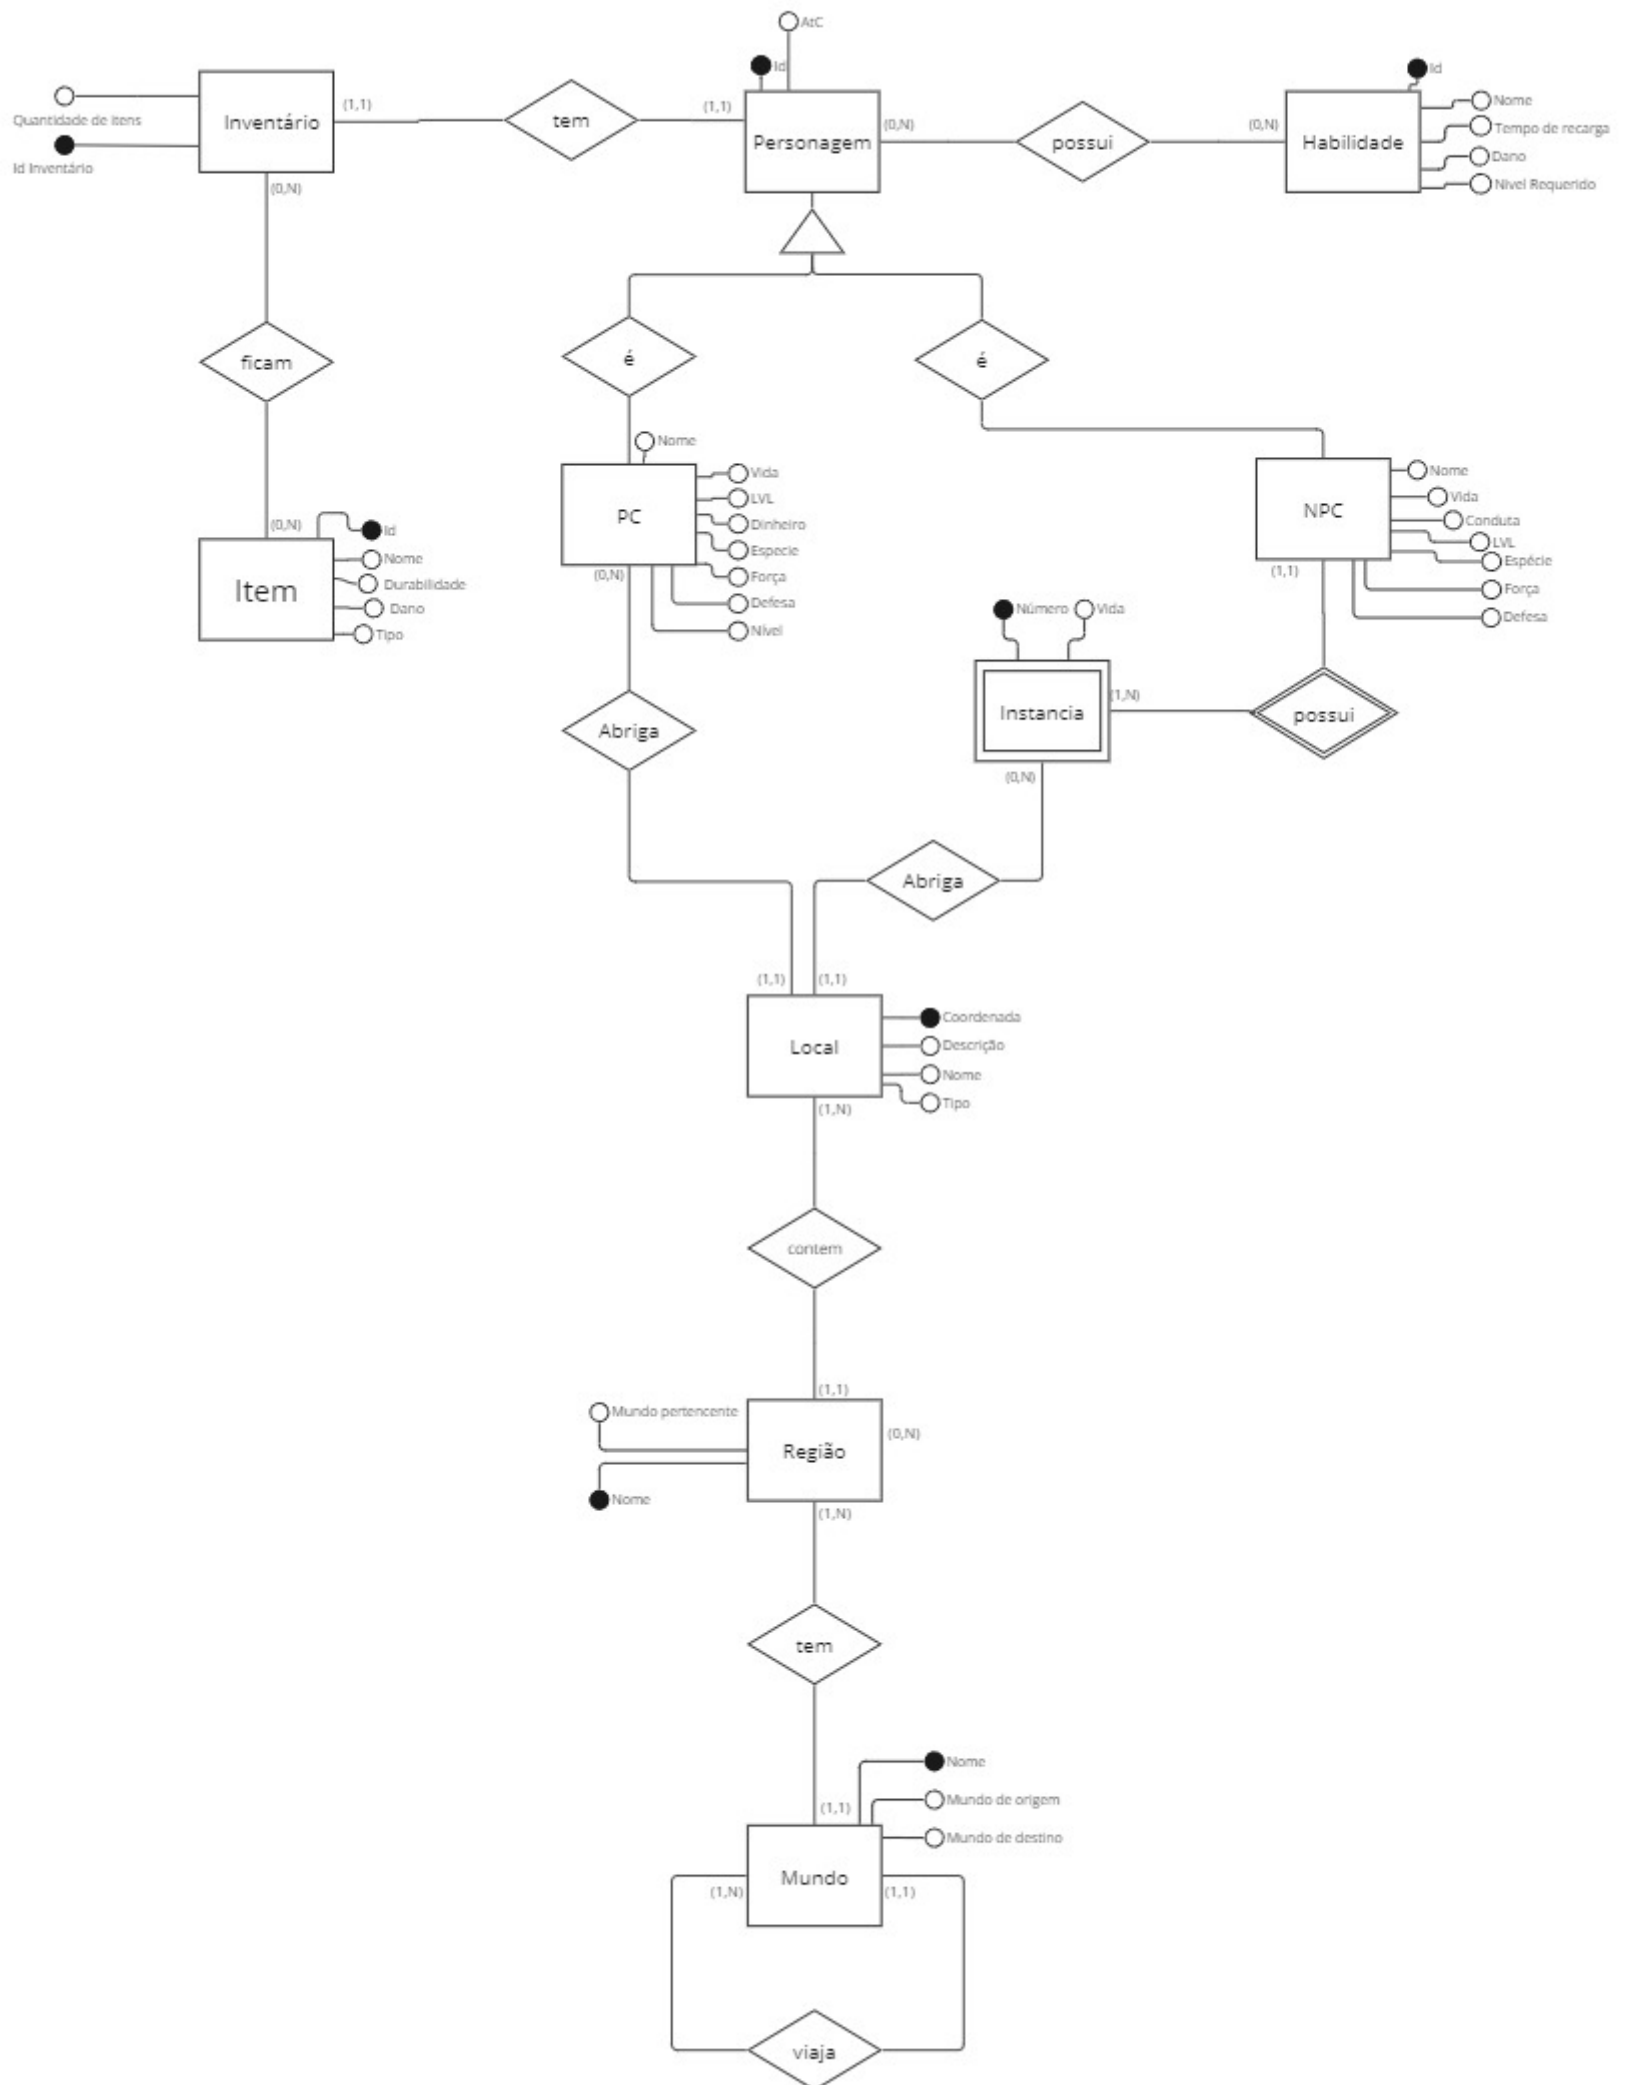 AtC
Id
Id
Quantidade de itens
Id Inventário
Inventário
(1,1)
tem
(1,1)
Personagem
(0,N)
possui
(0,N)
Habilidade
Nome
Tempo de recarga
Dano
Nivel Requerido
(0,N)
ficam
é
é
(0,N)
Item
Id
Nome
Durabilidade
Dano
Tipo
Nome
PC
Vida
LVL
Dinheiro
Especie
Força
Defesa
Nível
(0,N)
NPC
Nome
Vida
Conduta
LVL
Espécie
Força
Defesa
(1,1)
Número
Vida
Instancia
(1,N)
possui
(0,N)
Abriga
Abriga
(1,1)
(1,1)
Local
Coordenada
Descrição
Nome
Tipo
(1,N)
contem
(1,1)
Mundo pertencente
Região
(0,N)
Nome
(1,N)
tem
Nome
Mundo de origem
(1,1)
Mundo de destino
Mundo
(1,N)
(1,1)
viaja